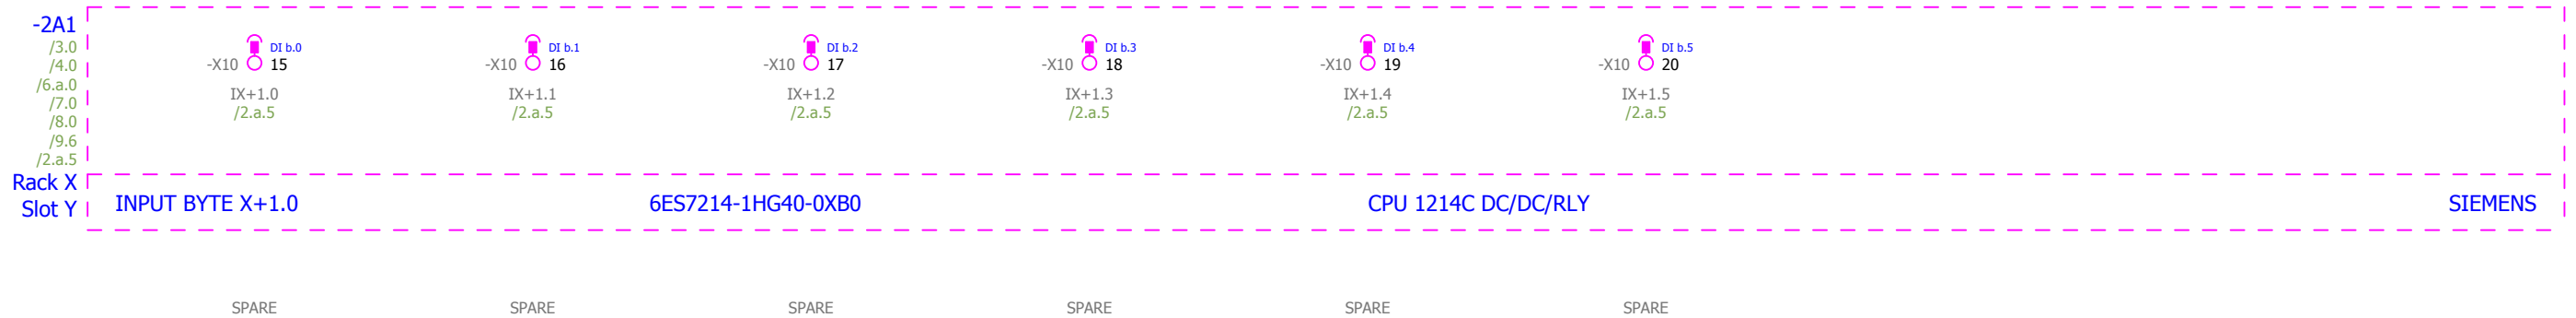 -2A1
/3.0
/4.0
/6.a.0
/7.0
/8.0
/9.6
/2.a.5
DI b.0 DI b.1 DI b.2 DI b.3 DI b.4 DI b.5
-X10 15 -X10 16 -X10 17 -X10 18 -X10 19 -X10 20
IX+1.0 IX+1.1 IX+1.2 IX+1.3 IX+1.4 IX+1.5
/2.a.5 /2.a.5 /2.a.5 /2.a.5 /2.a.5 /2.a.5
Rack X
Slot Y INPUT BYTE X+1.0 6ES7214-1HG40-0XB0 CPU 1214C DC/DC/RLY SIEMENS
SPARE SPARE SPARE SPARE SPARE SPARE